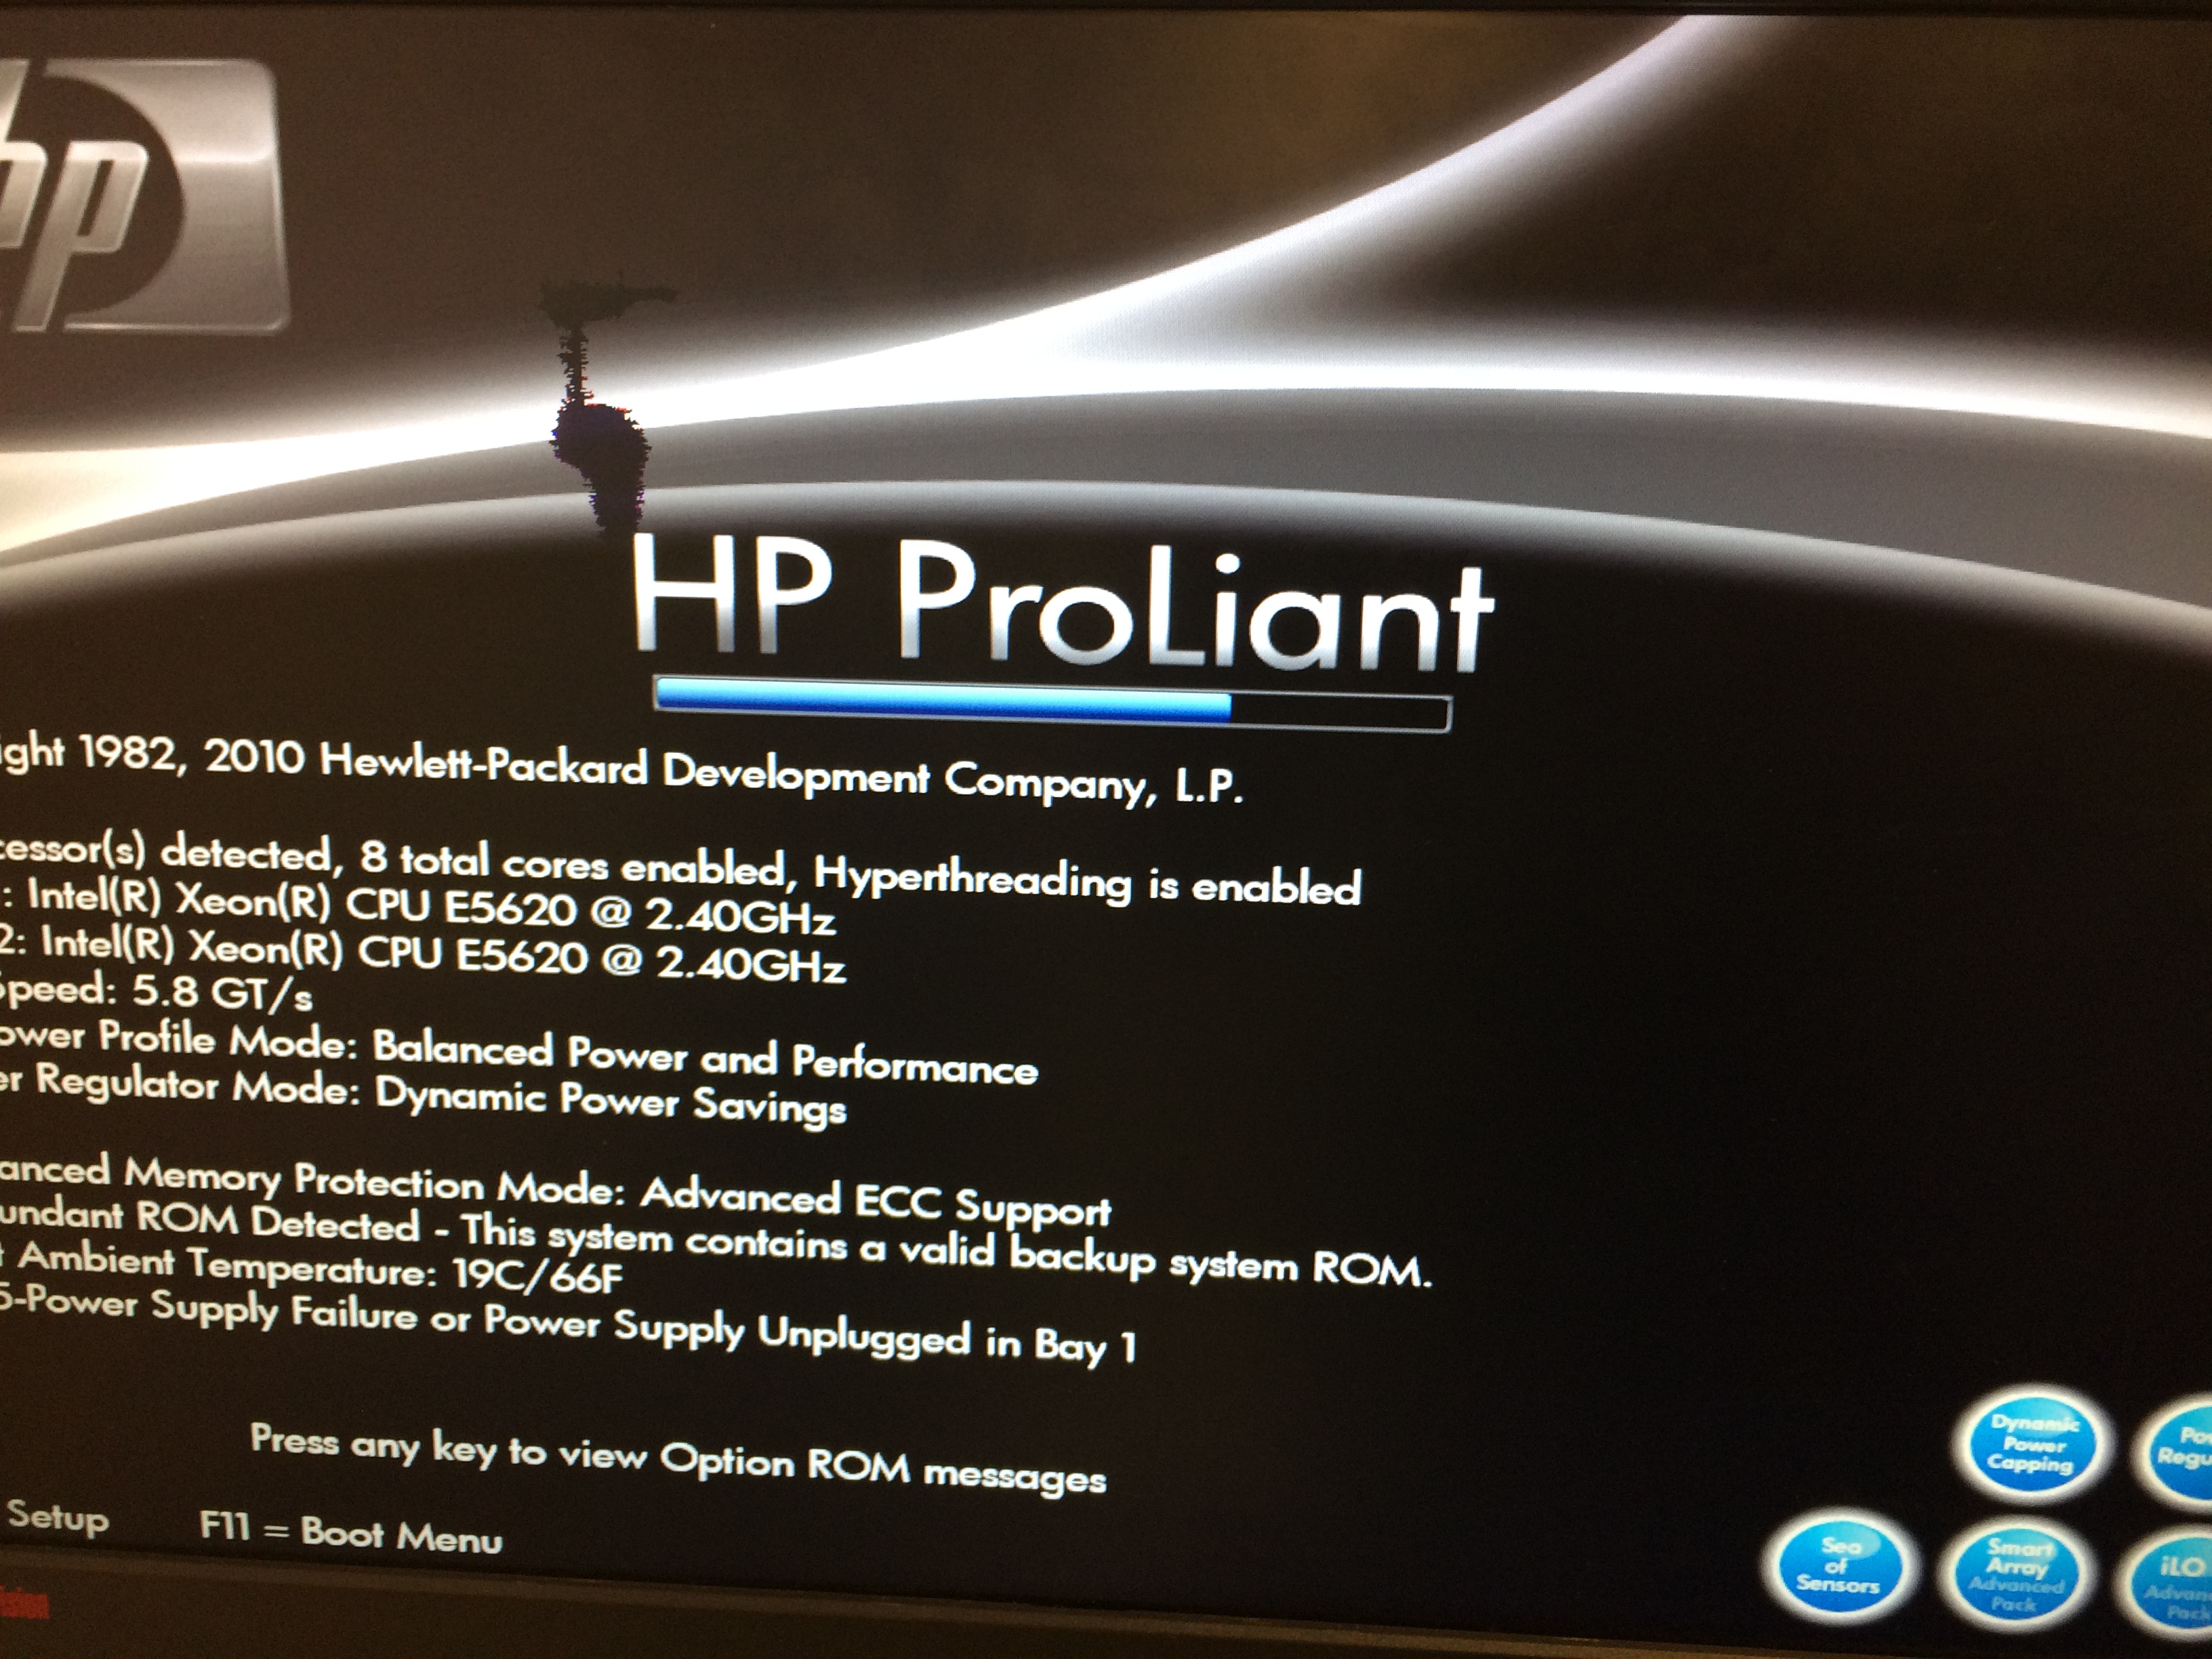 hp
HP ProLiant
ight 1982, 2010 Hewlett-Packard Development Company, L.P.
cessor(s) detected, 8 total cores enabled, Hyperthreading is enabled
: Intel(R) Xeon(R) CPU E5620 @ 2.40GHz
2: Intel(R) Xeon(R) CPU E5620 @ 2.40GHz
Speed: 5.8 GT/s
ower Profile Mode: Balanced Power and Performance
er Regulator Mode: Dynamic Power Savings
anced Memory Protection Mode: Advanced ECC Support
undant ROM Detected - This system contains a valid backup system ROM.
t Ambient Temperature: 19C/66F
5-Power Supply Failure or Power Supply Unplugged in Bay 1
Press any key to view Option ROM messages
Setup F11 = Boot Menu
Dynamic
Power
Capping
Pow
Regu
Sea
of
Sensors
Smart
Array
Advanced
Pack
iLO
Advan
Pack
ision